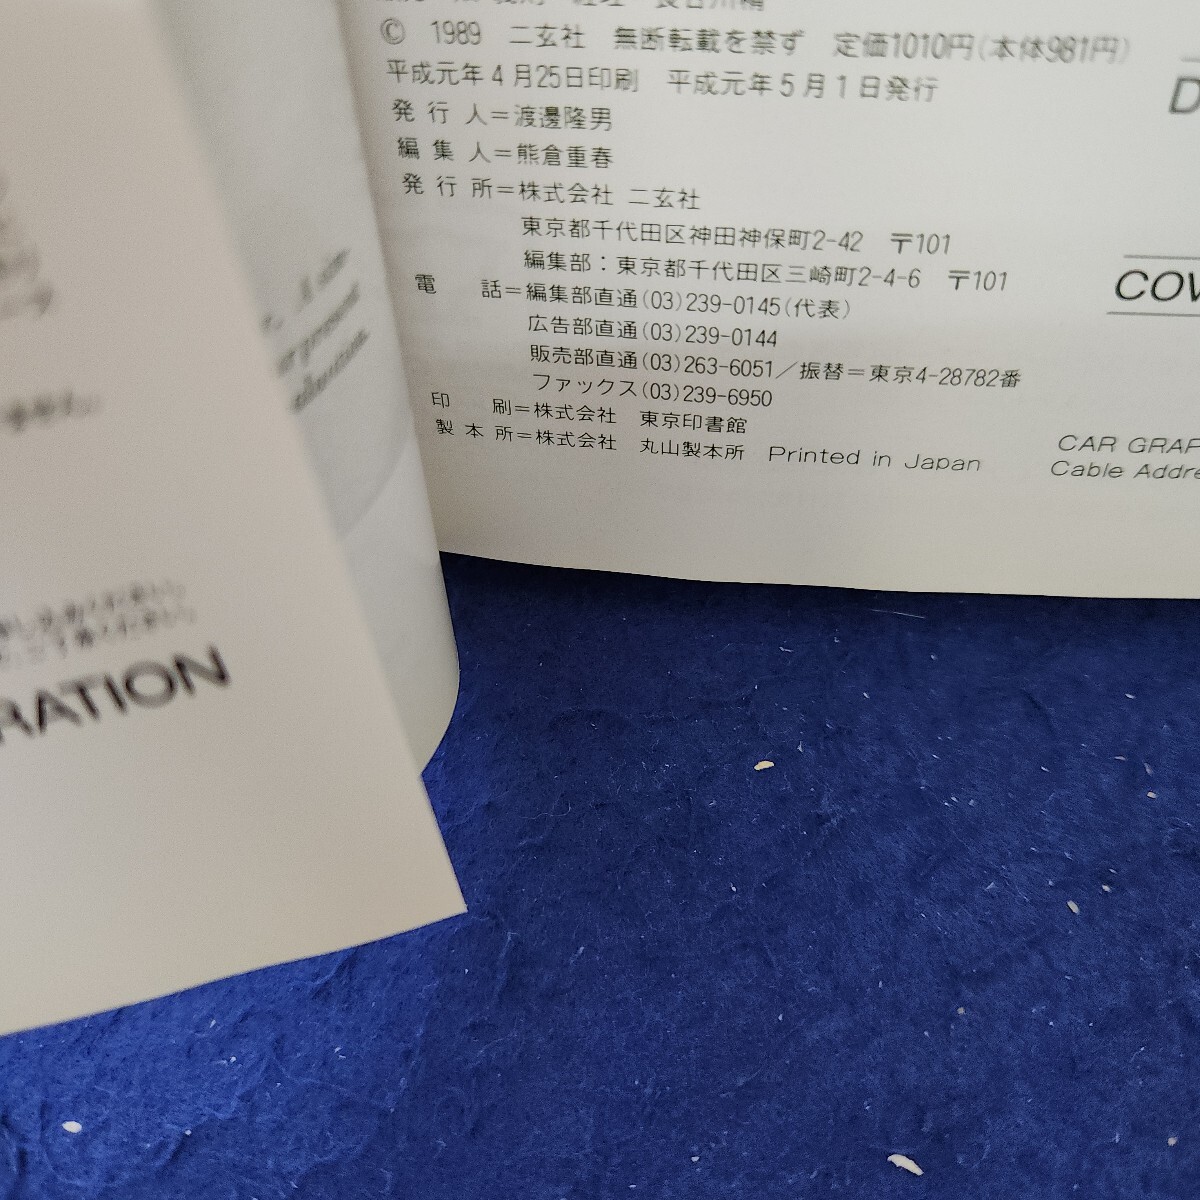 © 1989 二玄社 無断転載を禁ず 定価1010円(本体981円)
平成元年4月25日印刷 平成元年5月1日発行
発行人=渡邊隆男
編集人=熊倉重春
発行所=株式会社 二玄社
東京都千代田区神田神保町2-42 〒101
編集部：東京都千代田区三崎町2-4-6 〒101
電話=編集部直通(03)239-0145(代表)
広告部直通(03)239-0144
販売部直通(03)263-6051／振替=東京4-28782番
ファックス(03)239-6950
印刷=株式会社 東京印書館
製本所=株式会社 丸山製本所 Printed in Japan
D
COV
CAR GRAP
Cable Addre
RATION